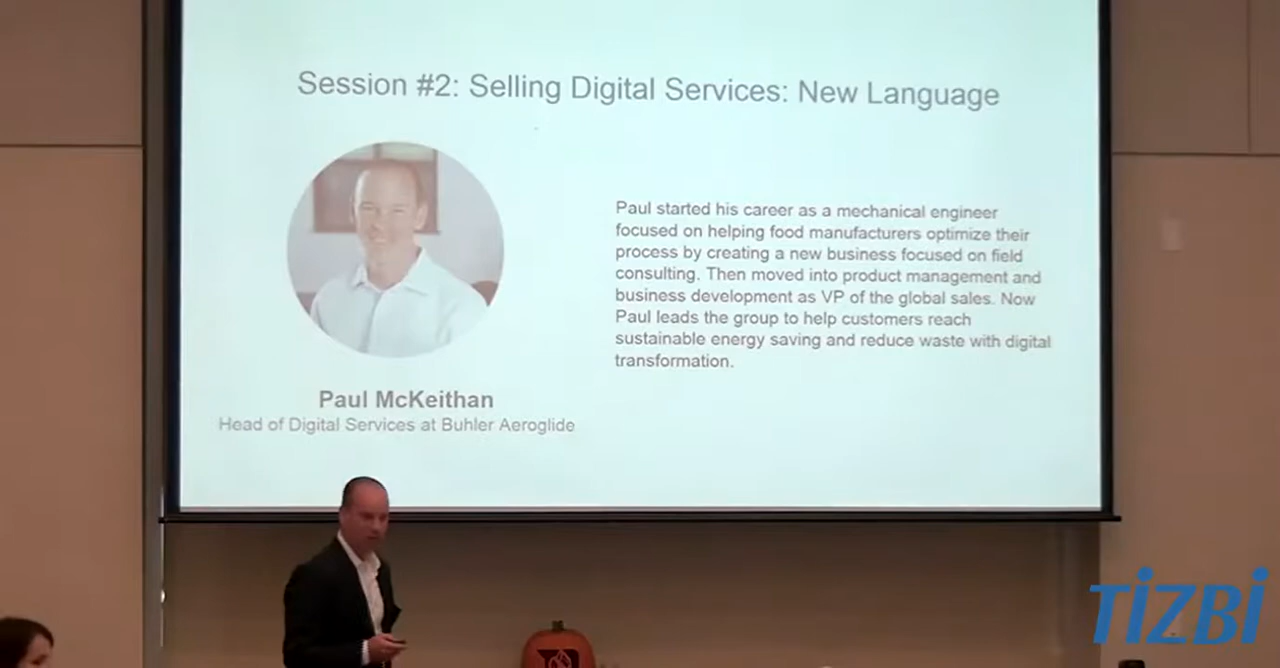 Session #2: Selling Digital Services: New Language
Paul started his career as a mechanical engineer
focused on helping food manufacturers optimize their
process by creating a new business focused on field
consulting. Then moved into product management and
business development as VP of the global sales. Now
Paul leads the group to help customers reach
sustainable energy saving and reduce waste with digital
transformation.
Paul McKeithan
Head of Digital Services at Buhler Aeroglide
TiZBi